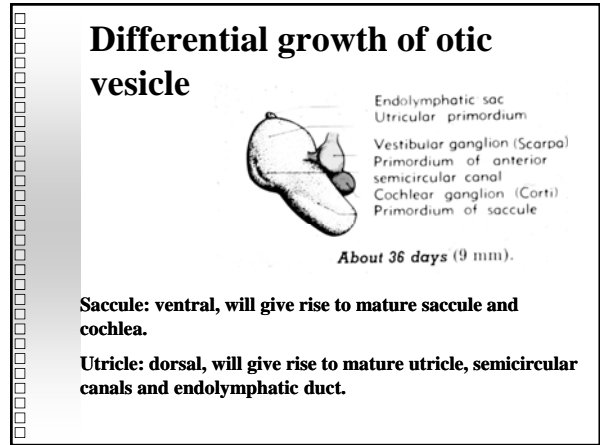 Differential growth of otic
vesicle
Endolymphatic sac
Utricular primordium
Vestibular ganglion (Scarpa)
Primordium of anterior
semicircular canal
Cochlear ganglion (Corti)
Primordium of saccule
About 36 days (9 mm).
Saccule: ventral, will give rise to mature saccule and
cochlea.
Utricle: dorsal, will give rise to mature utricle, semicircular
canals and endolymphatic duct.